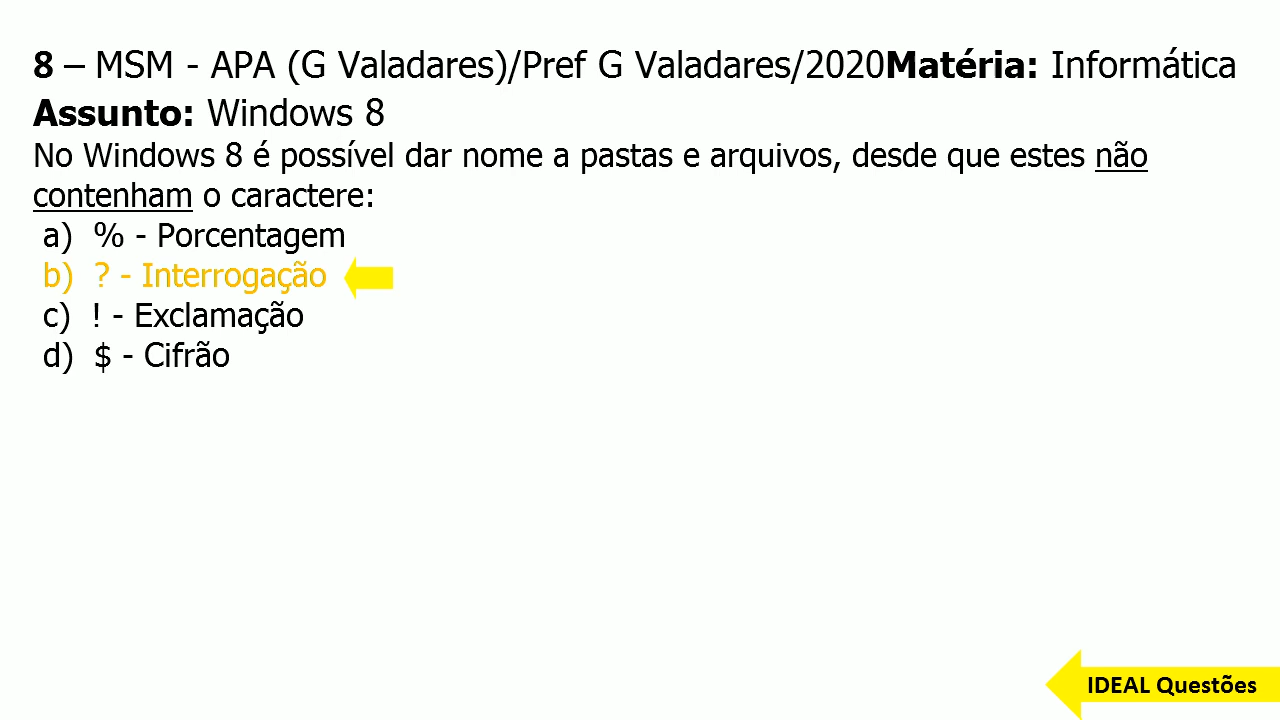 8 – MSM - APA (G Valadares)/Pref G Valadares/2020Matéria: Informática
Assunto: Windows 8
No Windows 8 é possível dar nome a pastas e arquivos, desde que estes não
contenham o caractere:
a) % - Porcentagem
b) ? - Interrogação
c) ! - Exclamação
d) $ - Cifrão
IDEAL Questões